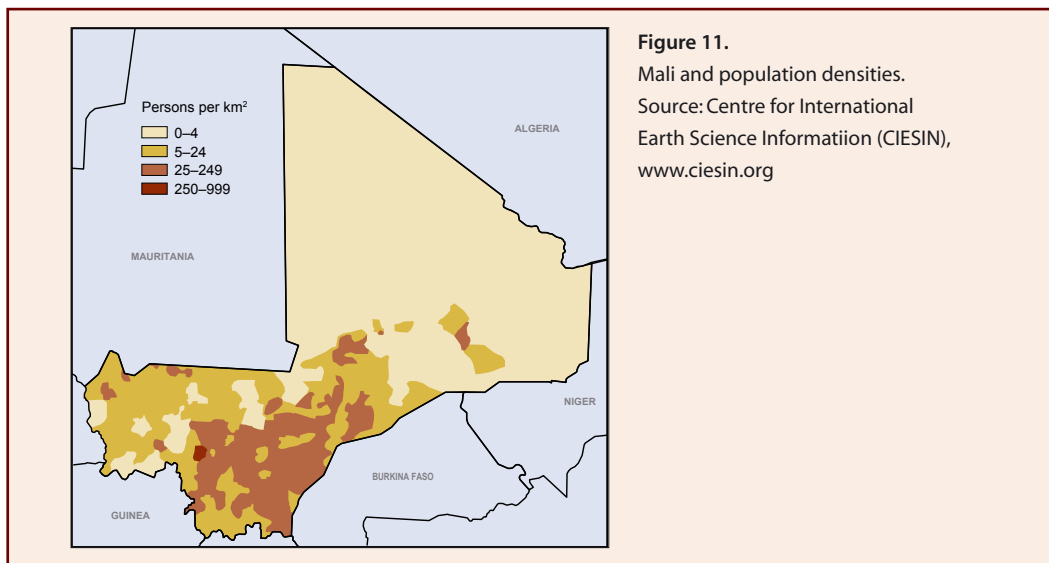 Figure 11.
Mali and population densities.
Source: Centre for International
Earth Science Informatiion (CIESIN),
www.ciesin.org
Persons per km²
0–4
5–24
25–249
250–999
ALGERIA
MAURITANIA
NIGER
BURKINA FASO
GUINEA